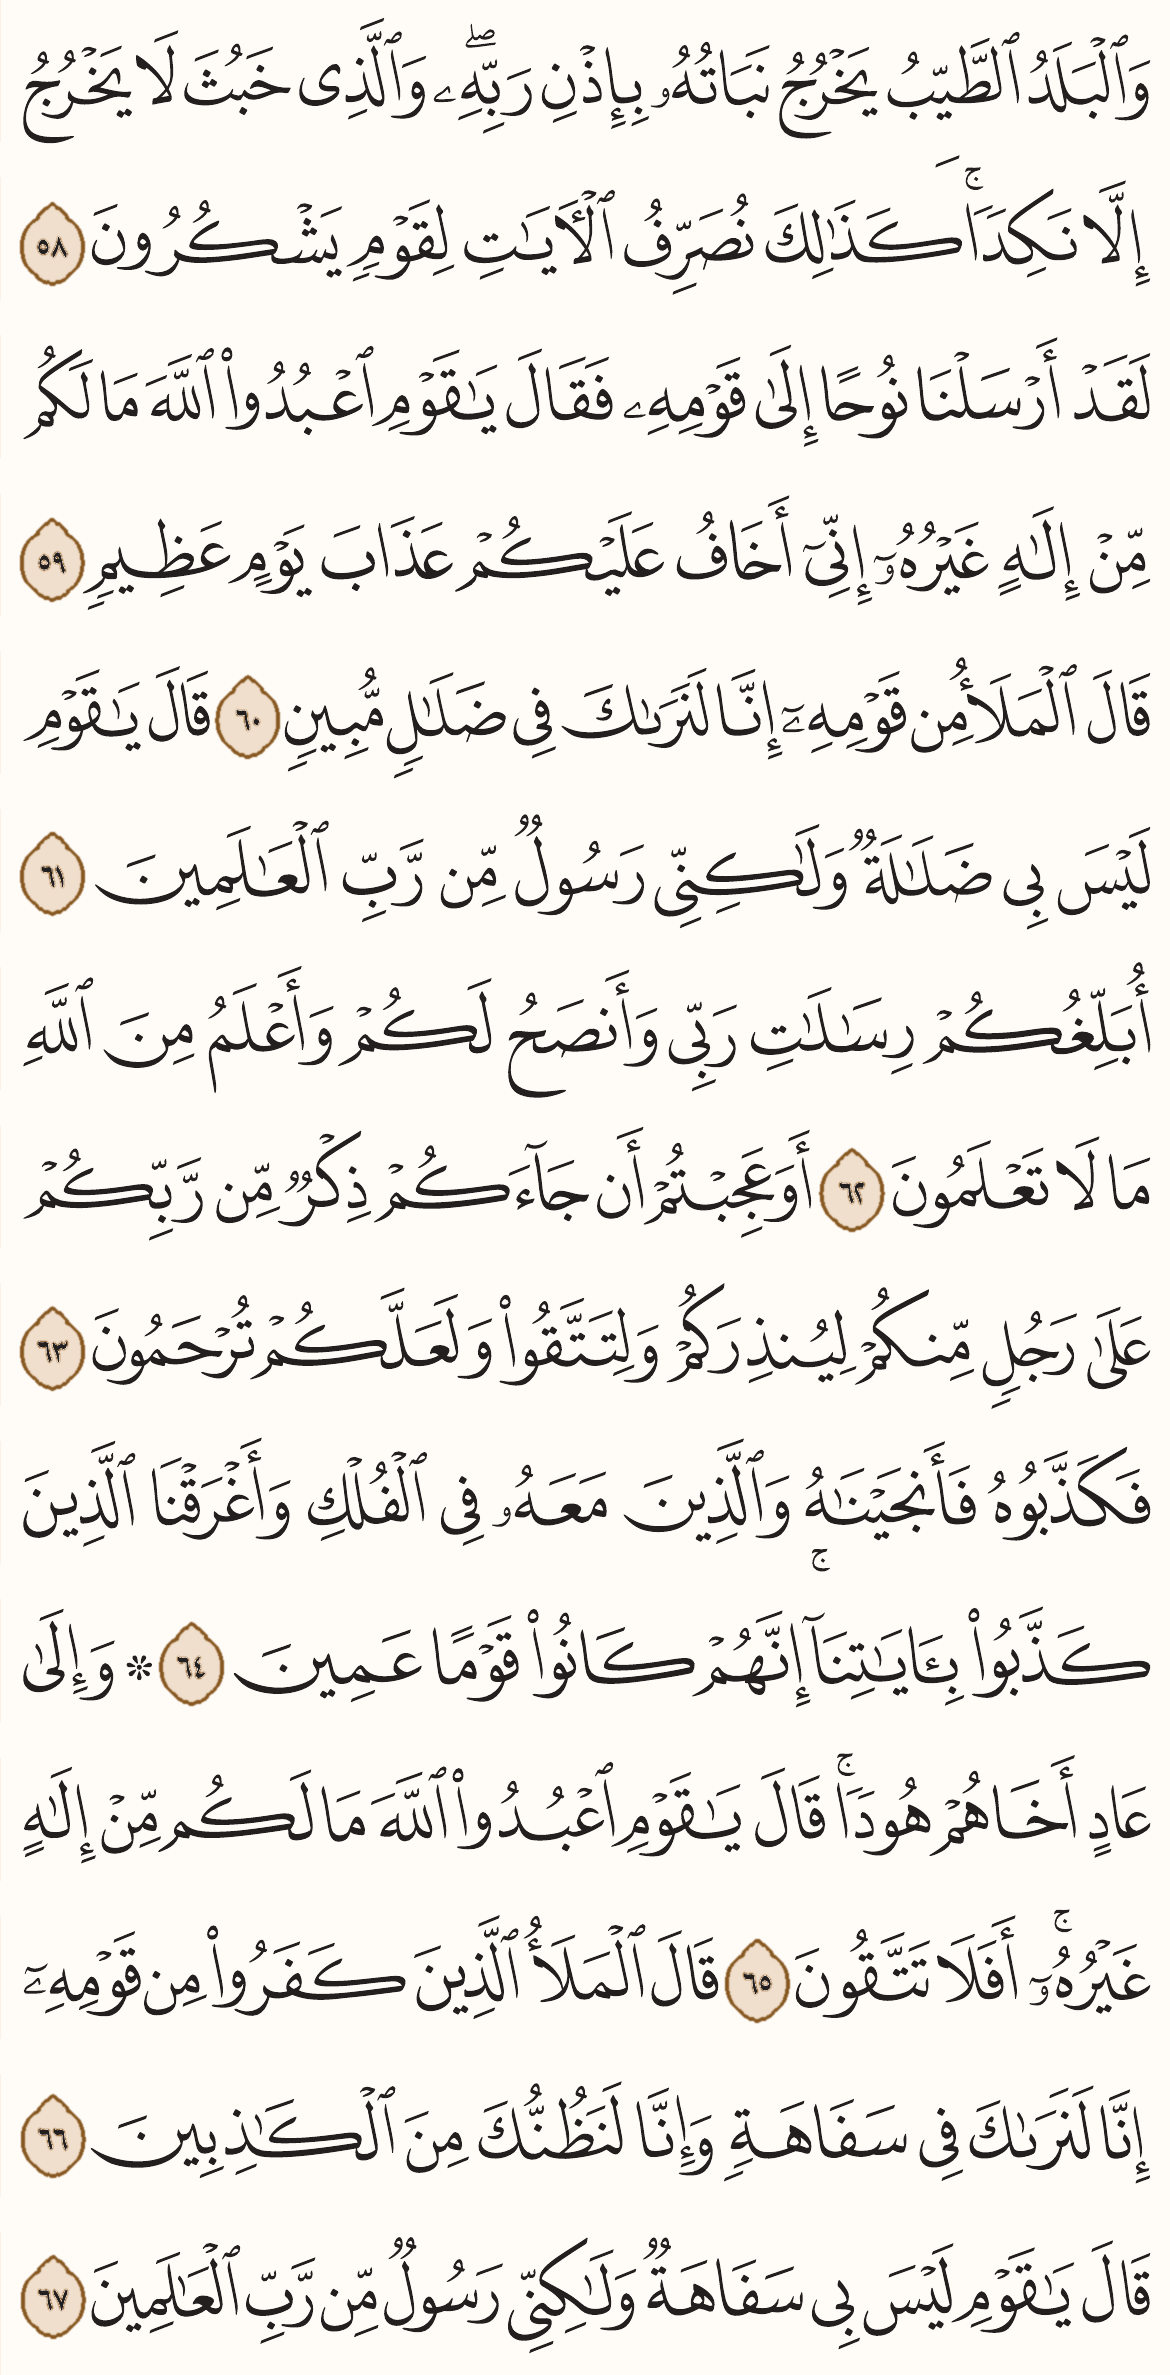 وَٱلۡبَلَدُ ٱلطَّيِّبُ يَخۡرُجُ نَبَاتُهُۥ بِإِذۡنِ رَبِّهِۦۖ وَٱلَّذِي خَبُثَ لَا يَخۡرُجُ
إِلَّا نَكِدٗاۚ كَذَٰلِكَ نُصَرِّفُ ٱلۡأٓيَٰتِ لِقَوۡمٖ يَشۡكُرُونَ ٥٨
لَقَدۡ أَرۡسَلۡنَا نُوحًا إِلَىٰ قَوۡمِهِۦ فَقَالَ يَٰقَوۡمِ ٱعۡبُدُواْ ٱللَّهَ مَا لَكُم
مِّنۡ إِلَٰهٍ غَيۡرُهُۥٓ إِنِّيٓ أَخَافُ عَلَيۡكُمۡ عَذَابَ يَوۡمٍ عَظِيمٖ ٥٩
قَالَ ٱلۡمَلَأُ مِن قَوۡمِهِۦٓ إِنَّا لَنَرَىٰكَ فِي ضَلَٰلٖ مُّبِينٖ ٦٠ قَالَ يَٰقَوۡمِ
لَيۡسَ بِي ضَلَٰلَةٞ وَلَٰكِنِّي رَسُولٞ مِّن رَّبِّ ٱلۡعَٰلَمِينَ ٦١
أُبَلِّغُكُمۡ رِسَٰلَٰتِ رَبِّي وَأَنصَحُ لَكُمۡ وَأَعۡلَمُ مِنَ ٱللَّهِ
مَا لَا تَعۡلَمُونَ ٦٢ أَوَعَجِبۡتُمۡ أَن جَآءَكُمۡ ذِكۡرٞ مِّن رَّبِّكُمۡ
عَلَىٰ رَجُلٖ مِّنكُمۡ لِيُنذِرَكُمۡ وَلِتَتَّقُواْ وَلَعَلَّكُمۡ تُرۡحَمُونَ ٦٣
فَكَذَّبُوهُ فَأَنجَيۡنَٰهُ وَٱلَّذِينَ مَعَهُۥ فِي ٱلۡفُلۡكِ وَأَغۡرَقۡنَا ٱلَّذِينَ
كَذَّبُواْ بِـَٔايَٰتِنَآۚ إِنَّهُمۡ كَانُواْ قَوۡمًا عَمِينَ ٦٤ ۞ وَإِلَىٰ
عَادٍ أَخَاهُمۡ هُودٗاۚ قَالَ يَٰقَوۡمِ ٱعۡبُدُواْ ٱللَّهَ مَا لَكُم مِّنۡ إِلَٰهٍ
غَيۡرُهُۥٓۚ أَفَلَا تَتَّقُونَ ٦٥ قَالَ ٱلۡمَلَأُ ٱلَّذِينَ كَفَرُواْ مِن قَوۡمِهِۦٓ
إِنَّا لَنَرَىٰكَ فِي سَفَاهَةٖ وَإِنَّا لَنَظُنُّكَ مِنَ ٱلۡكَٰذِبِينَ ٦٦
قَالَ يَٰقَوۡمِ لَيۡسَ بِي سَفَاهَةٞ وَلَٰكِنِّي رَسُولٞ مِّن رَّبِّ ٱلۡعَٰلَمِينَ ٦٧